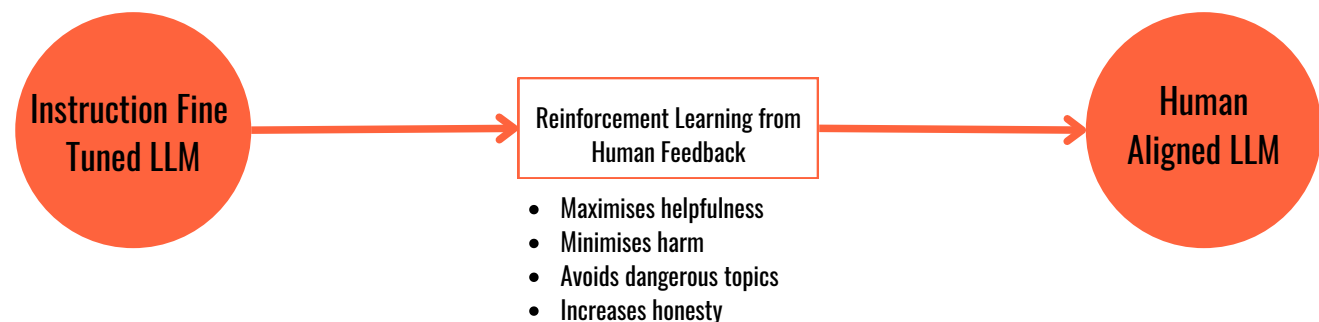 Instruction Fine
Tuned LLM
Reinforcement Learning from
Human Feedback
• Maximises helpfulness
• Minimises harm
• Avoids dangerous topics
• Increases honesty
Human
Aligned LLM